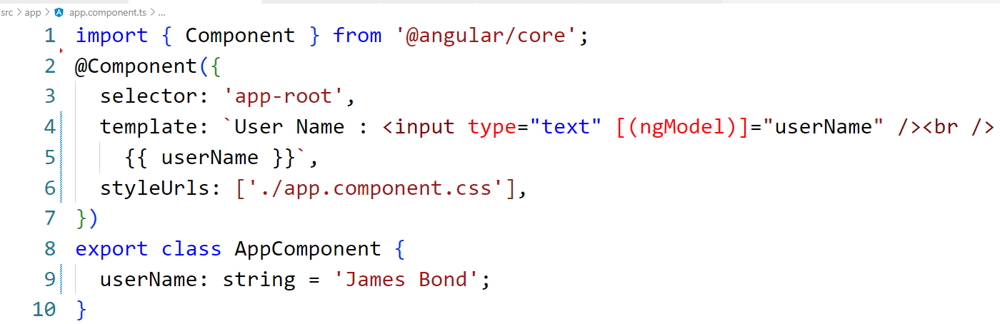 src > app > app.component.ts > ...
1 import { Component } from '@angular/core';
2 @Component({
3 selector: 'app-root',
4 template: `User Name : <input type="text" [(ngModel)]="userName" /><br />
5 {{ userName }}`,
6 styleUrls: ['./app.component.css'],
7 })
8 export class AppComponent {
9 userName: string = 'James Bond';
10 }